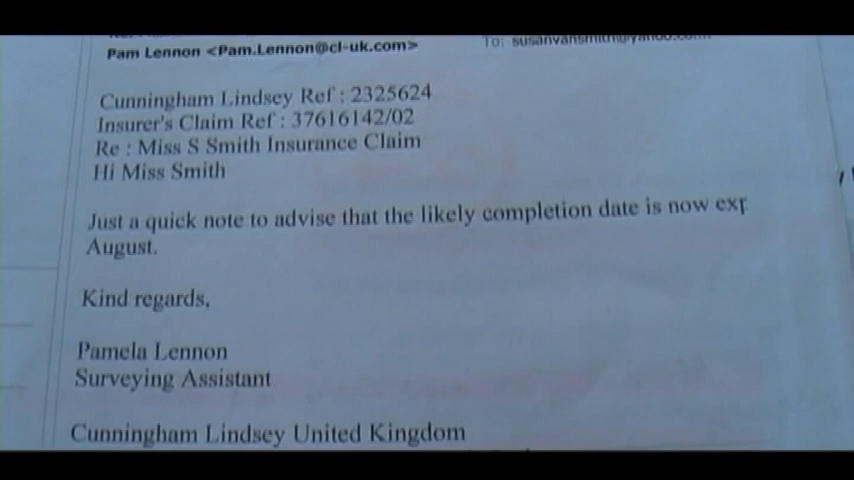 Pam Lennon <Pam.Lennon@cl-uk.com> To: susanvansmith@yahoo.com
Cunningham Lindsey Ref : 2325624
Insurer's Claim Ref : 37616142/02
Re : Miss S Smith Insurance Claim
Hi Miss Smith
Just a quick note to advise that the likely completion date is now exp
August.
Kind regards,
Pamela Lennon
Surveying Assistant
Cunningham Lindsey United Kingdom